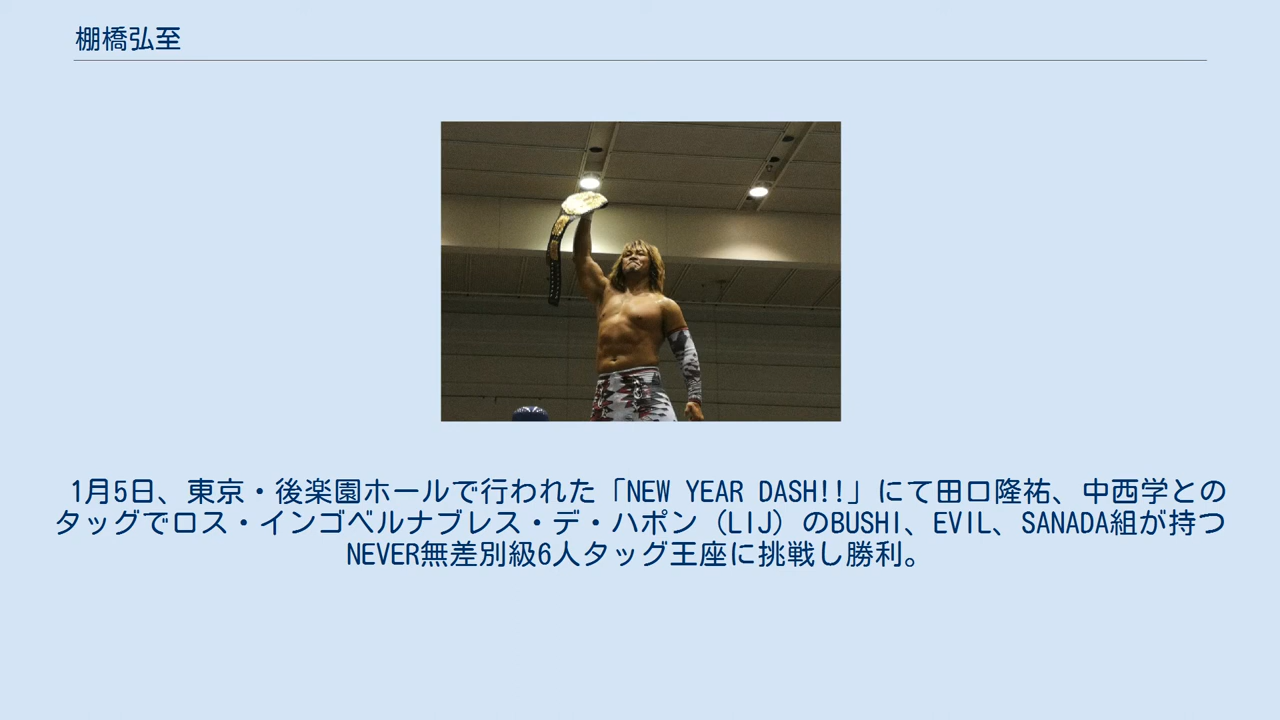 棚橋弘至
1月5日、東京・後楽園ホールで行われた「NEW YEAR DASH!!」にて田口隆祐、中西学との
タッグでロス・インゴベルナブレス・デ・ハポン（LIJ）のBUSHI、EVIL、SANADA組が持つ
NEVER無差別級6人タッグ王座に挑戦し勝利。